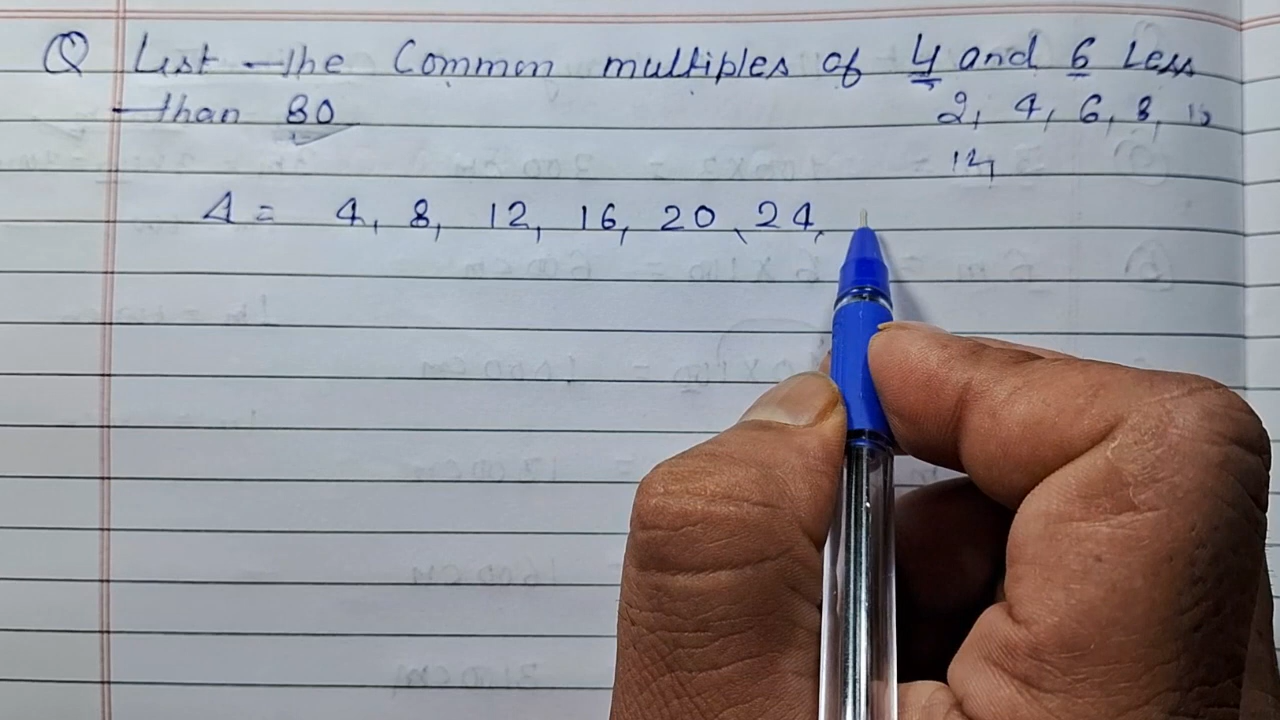 Q List the Common multiples of 4 and 6 Less
than 80
2, 4, 6, 8, 10
12,
4 = 4, 8, 12, 16, 20, 24,